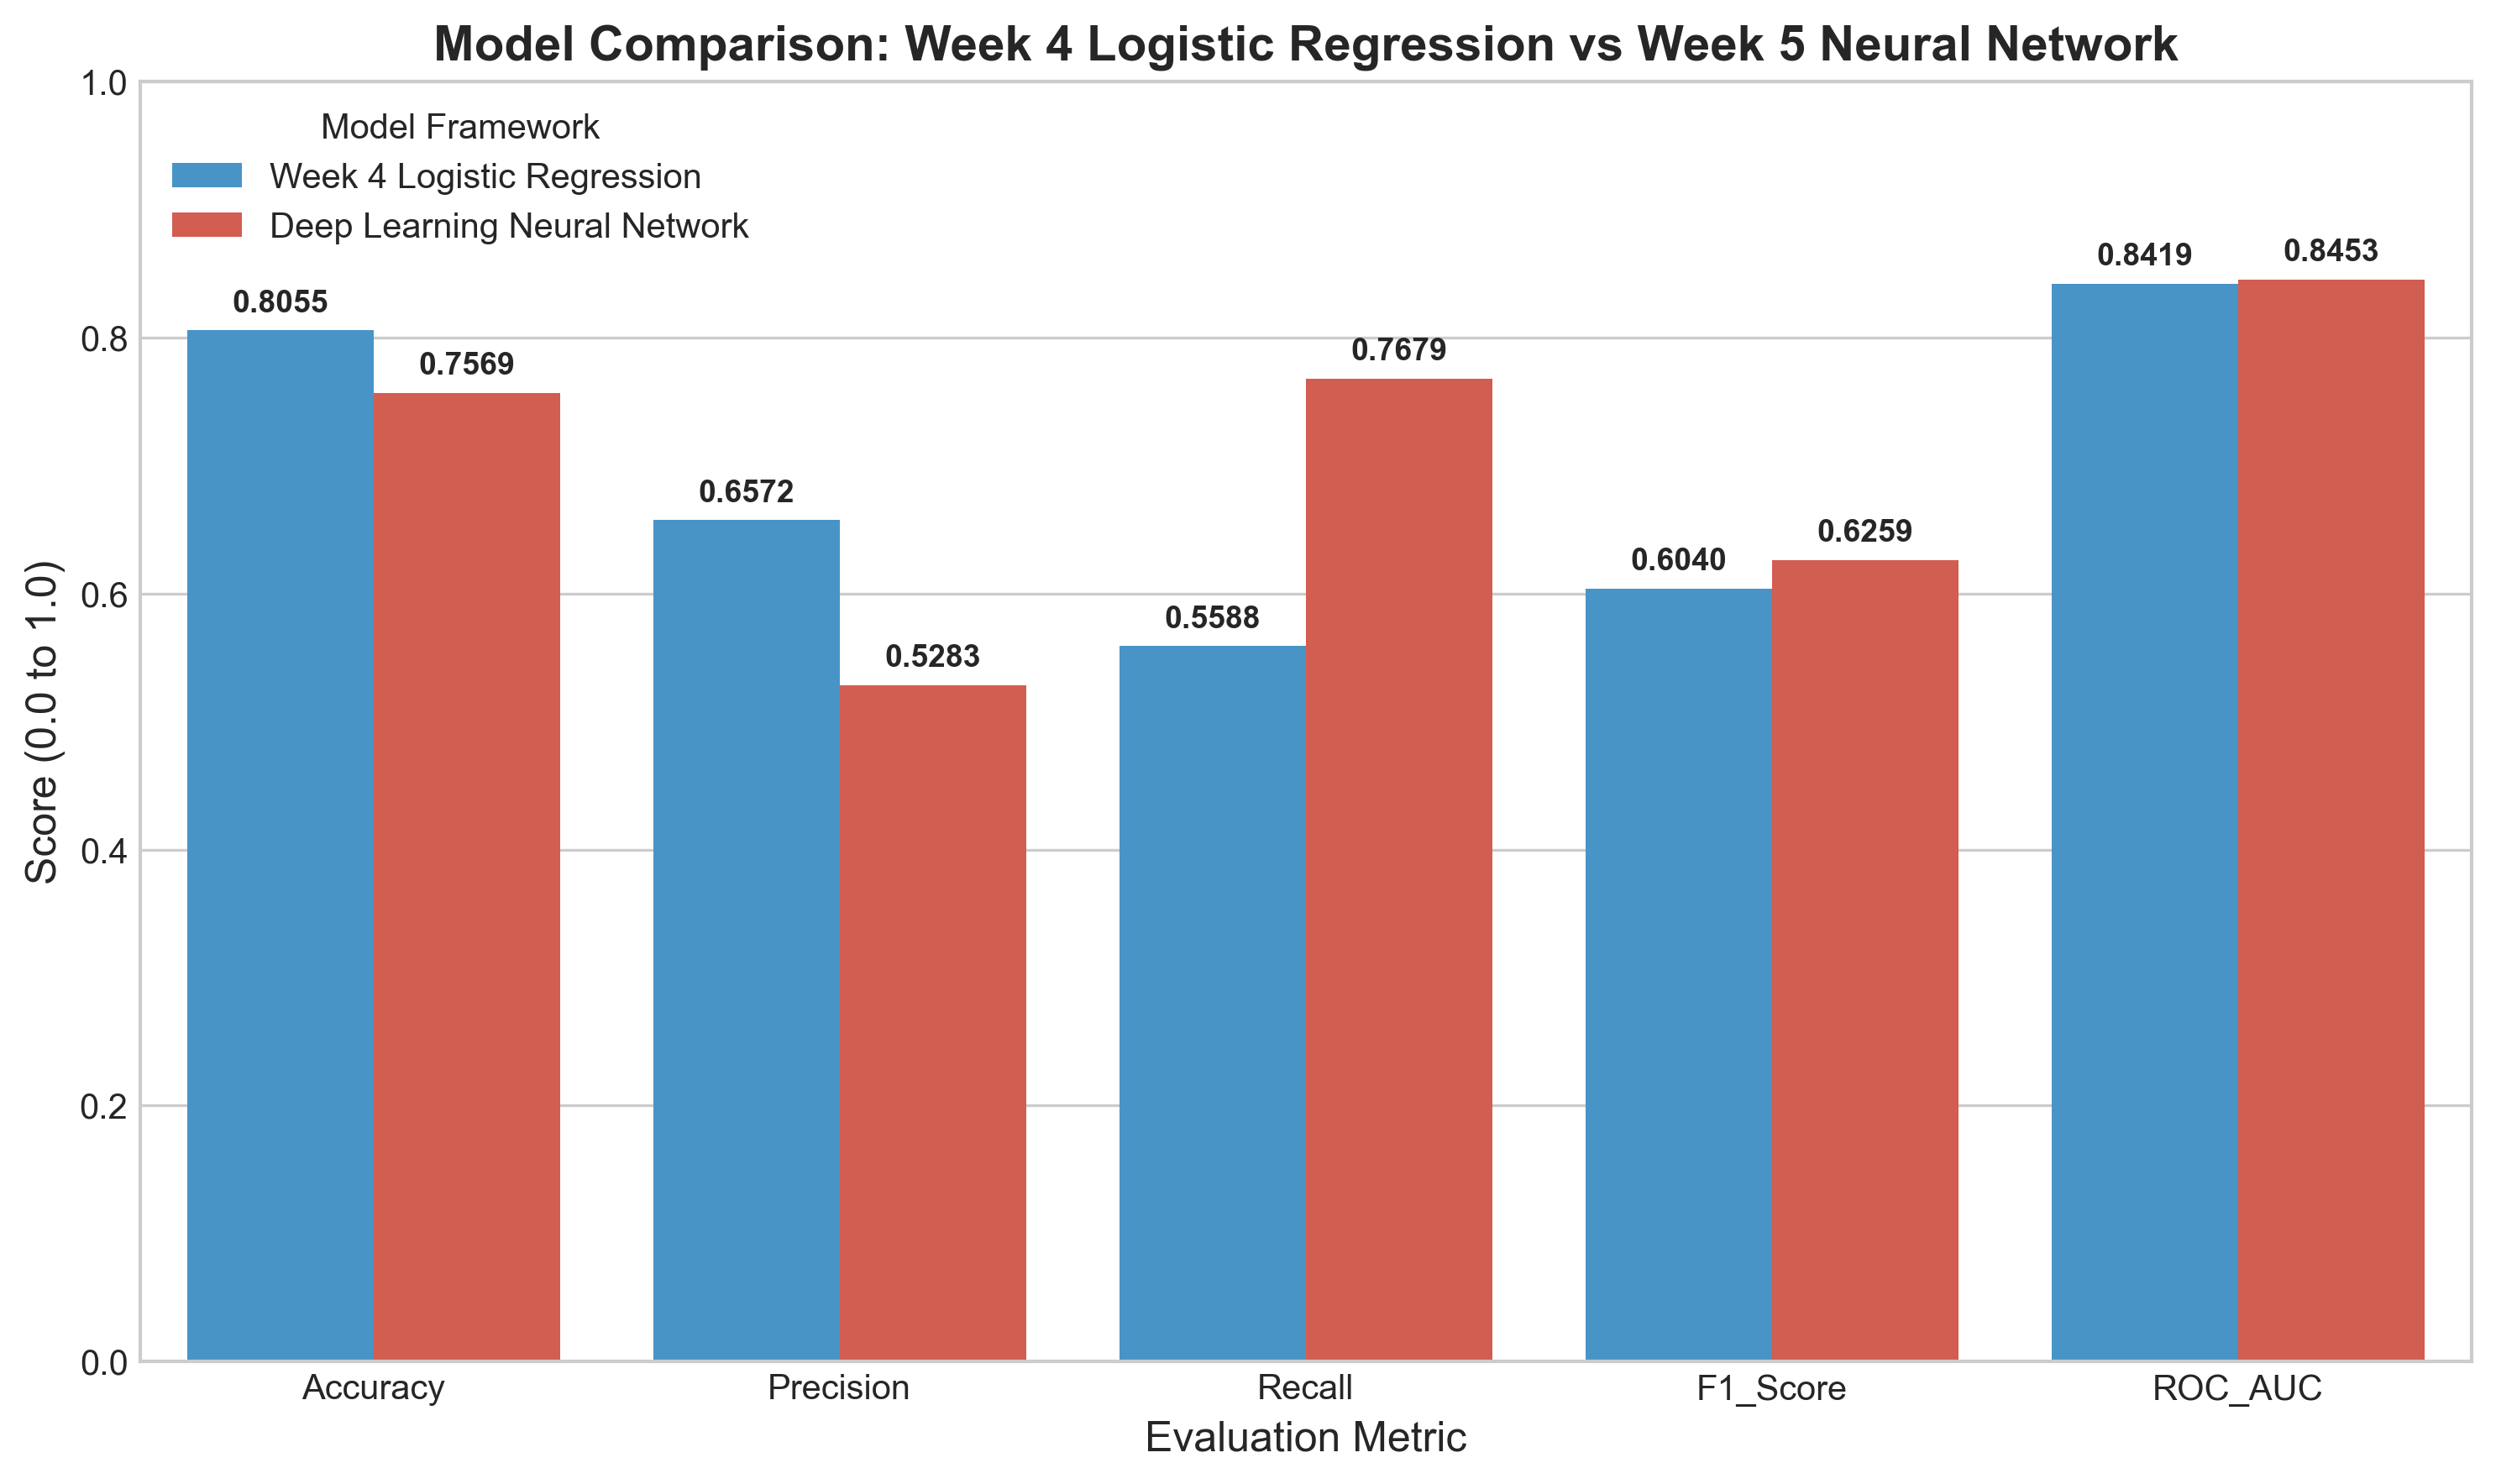 Model Comparison: Week 4 Logistic Regression vs Week 5 Neural Network
Model Framework
Week 4 Logistic Regression
Deep Learning Neural Network
Score (0.0 to 1.0)
1.0
0.8
0.6
0.4
0.2
0.0
0.8055
0.7569
0.6572
0.5283
0.5588
0.7679
0.6040
0.6259
0.8419
0.8453
Accuracy
Precision
Recall
F1_Score
ROC_AUC
Evaluation Metric